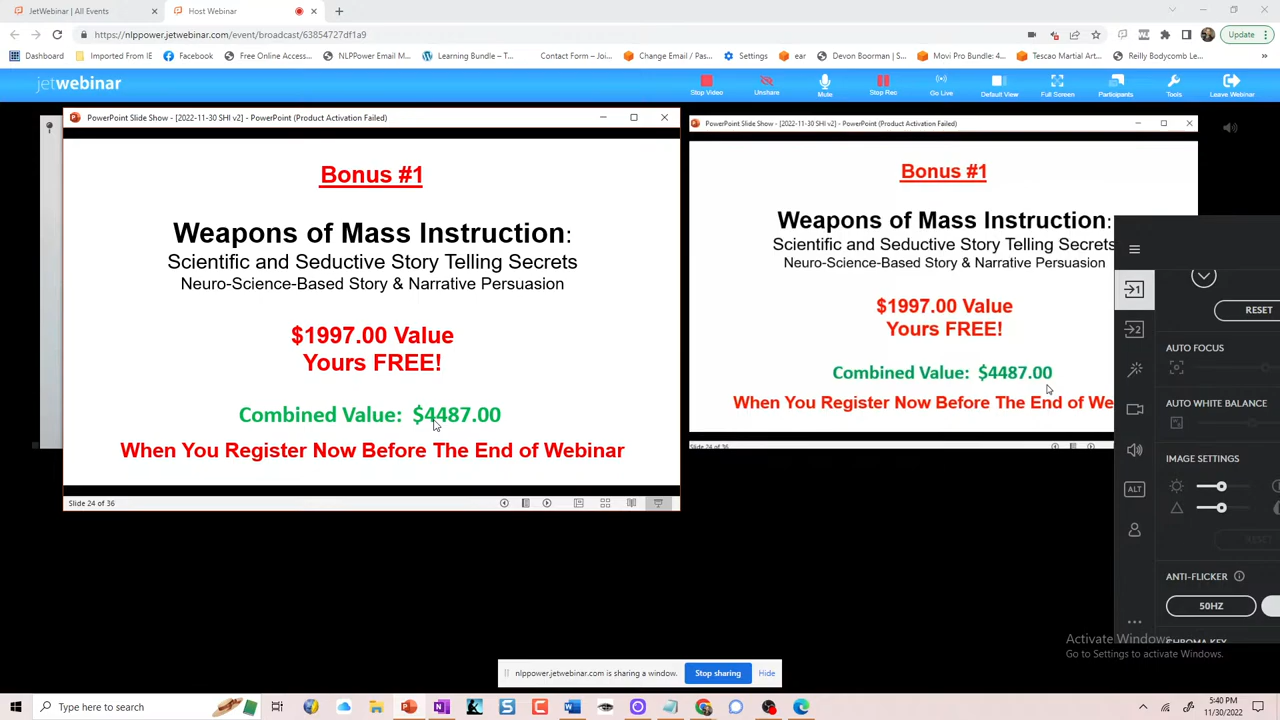 JetWebinar | All Events
Host Webinar
nlppower.jetwebinar.com/event/broadcast/63854727df1a9
Update
Dashboard
Imported From IE
Facebook
Free Online Access...
NLPPower Email M...
Learning Bundle – T...
Contact Form – Joi...
Change Email / Pas...
Settings
ear
Devon Boorman | S...
Movi Pro Bundle: 4...
Tescao Martial Art...
Reilly Bodycomb Le...
jetwebinar
Stop Video
Unshare
Mute
Stop Rec
Go Live
Default View
Full Screen
Participants
Tools
Leave Webinar
PowerPoint Slide Show - [2022-11-30 SHI v2] - PowerPoint (Product Activation Failed)
Bonus #1
Weapons of Mass Instruction:
Scientific and Seductive Story Telling Secrets
Neuro-Science-Based Story & Narrative Persuasion
$1997.00 Value
Yours FREE!
Combined Value: $4487.00
When You Register Now Before The End of Webinar
Slide 24 of 36
PowerPoint Slide Show - [2022-11-30 SHI v2] - PowerPoint (Product Activation Failed)
Bonus #1
Weapons of Mass Instruction:
Scientific and Seductive Story Telling Secrets
Neuro-Science-Based Story & Narrative Persuasion
$1997.00 Value
Yours FREE!
Combined Value: $4487.00
When You Register Now Before The End of We
Slide 24 of 36
RESET
AUTO FOCUS
AUTO WHITE BALANCE
IMAGE SETTINGS
ALT
RESET
ANTI-FLICKER
50HZ
CHROMA KEY
Activate Windows
Go to Settings to activate Windows.
nlppower.jetwebinar.com is sharing a window.
Stop sharing
Hide
Type here to search
5:40 PM
11/30/2022